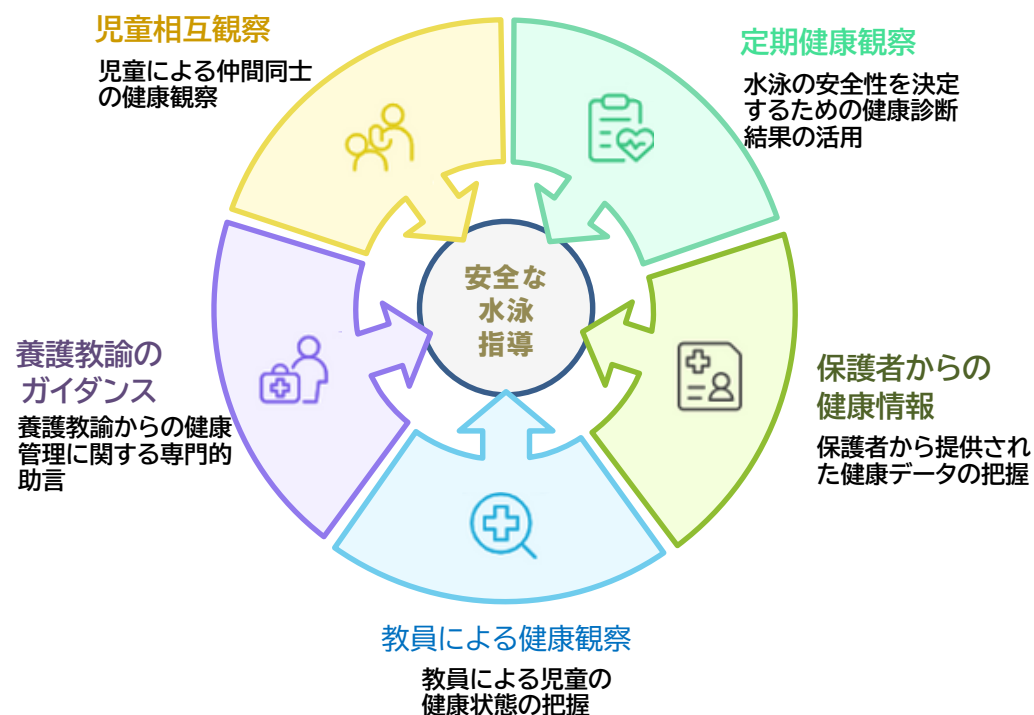 児童相互観察
児童による仲間同士
の健康観察
定期健康観察
水泳の安全性を決定
するための健康診断
結果の活用
安全な
水泳
指導
養護教諭の
ガイダンス
養護教諭からの健康
管理に関する専門的
助言
保護者からの
健康情報
保護者から提供され
た健康データの把握
教員による健康観察
教員による児童の
健康状態の把握